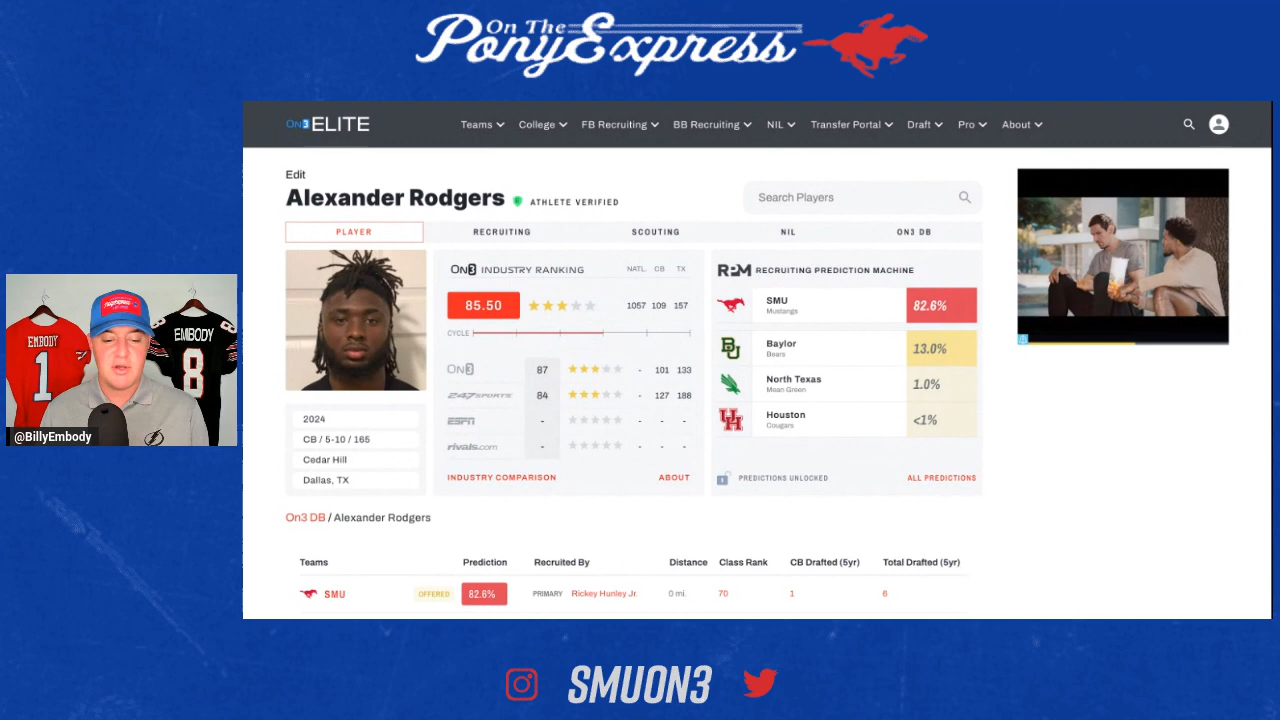 On The
PonyExpress
On3 ELITE
Teams College FB Recruiting BB Recruiting NIL Transfer Portal Draft Pro About
Edit
Alexander Rodgers ATHLETE VERIFIED
Search Players
PLAYER RECRUITING SCOUTING NIL ON3 DB
On3 INDUSTRY RANKING NATL. CB TX
85.50 1057 109 157
CYCLE
On3 87 - 101 133
247SPORTS 84 - 127 188
ESPN - - - -
rivals.com - - - -
INDUSTRY COMPARISON ABOUT
RPM RECRUITING PREDICTION MACHINE
SMU
Mustangs
82.6%
Baylor
Bears
13.0%
North Texas
Mean Green
1.0%
Houston
Cougars
<1%
PREDICTIONS UNLOCKED ALL PREDICTIONS
2024
CB / 5-10 / 165
Cedar Hill
Dallas, TX
EMBODY
1
EMBODY
8
@BillyEmbody
On3 DB / Alexander Rodgers
Teams Prediction Recruited By Distance Class Rank CB Drafted (5yr) Total Drafted (5yr)
SMU OFFERED 82.6% PRIMARY Rickey Hunley Jr. 0 mi. 70 1 6
SMUON3